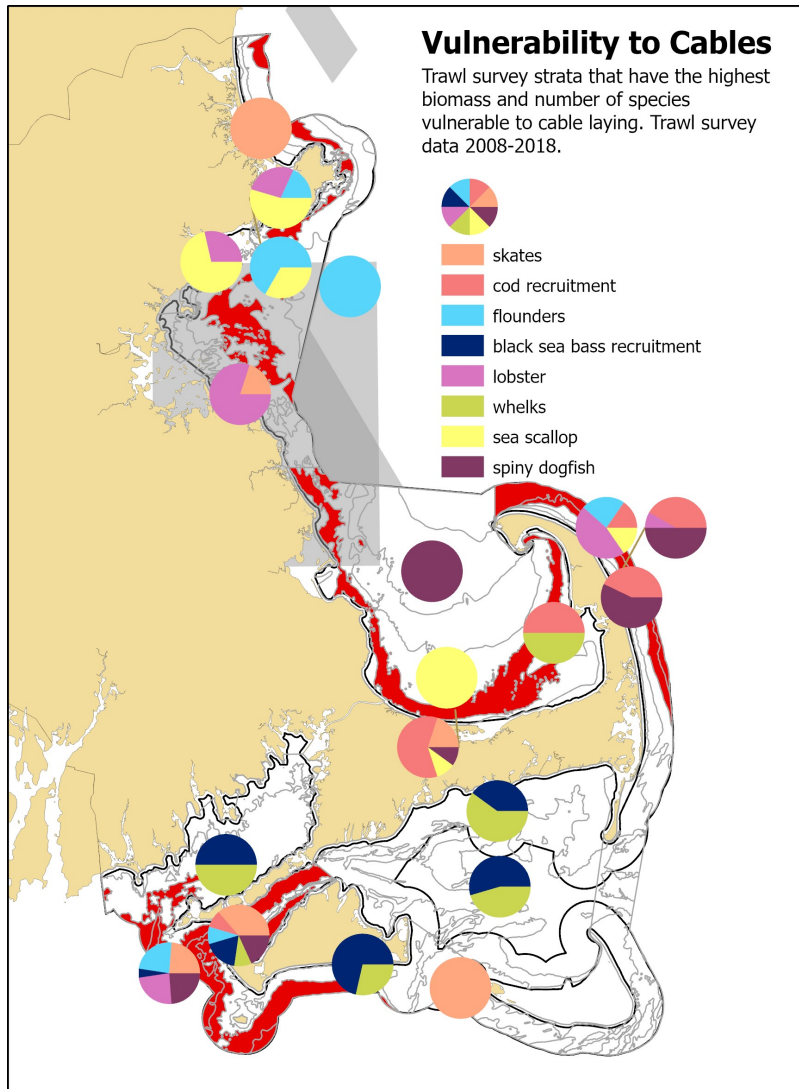 Vulnerability to Cables
Trawl survey strata that have the highest
biomass and number of species
vulnerable to cable laying. Trawl survey
data 2008-2018.
skates
cod recruitment
flounders
black sea bass recruitment
lobster
whelks
sea scallop
spiny dogfish